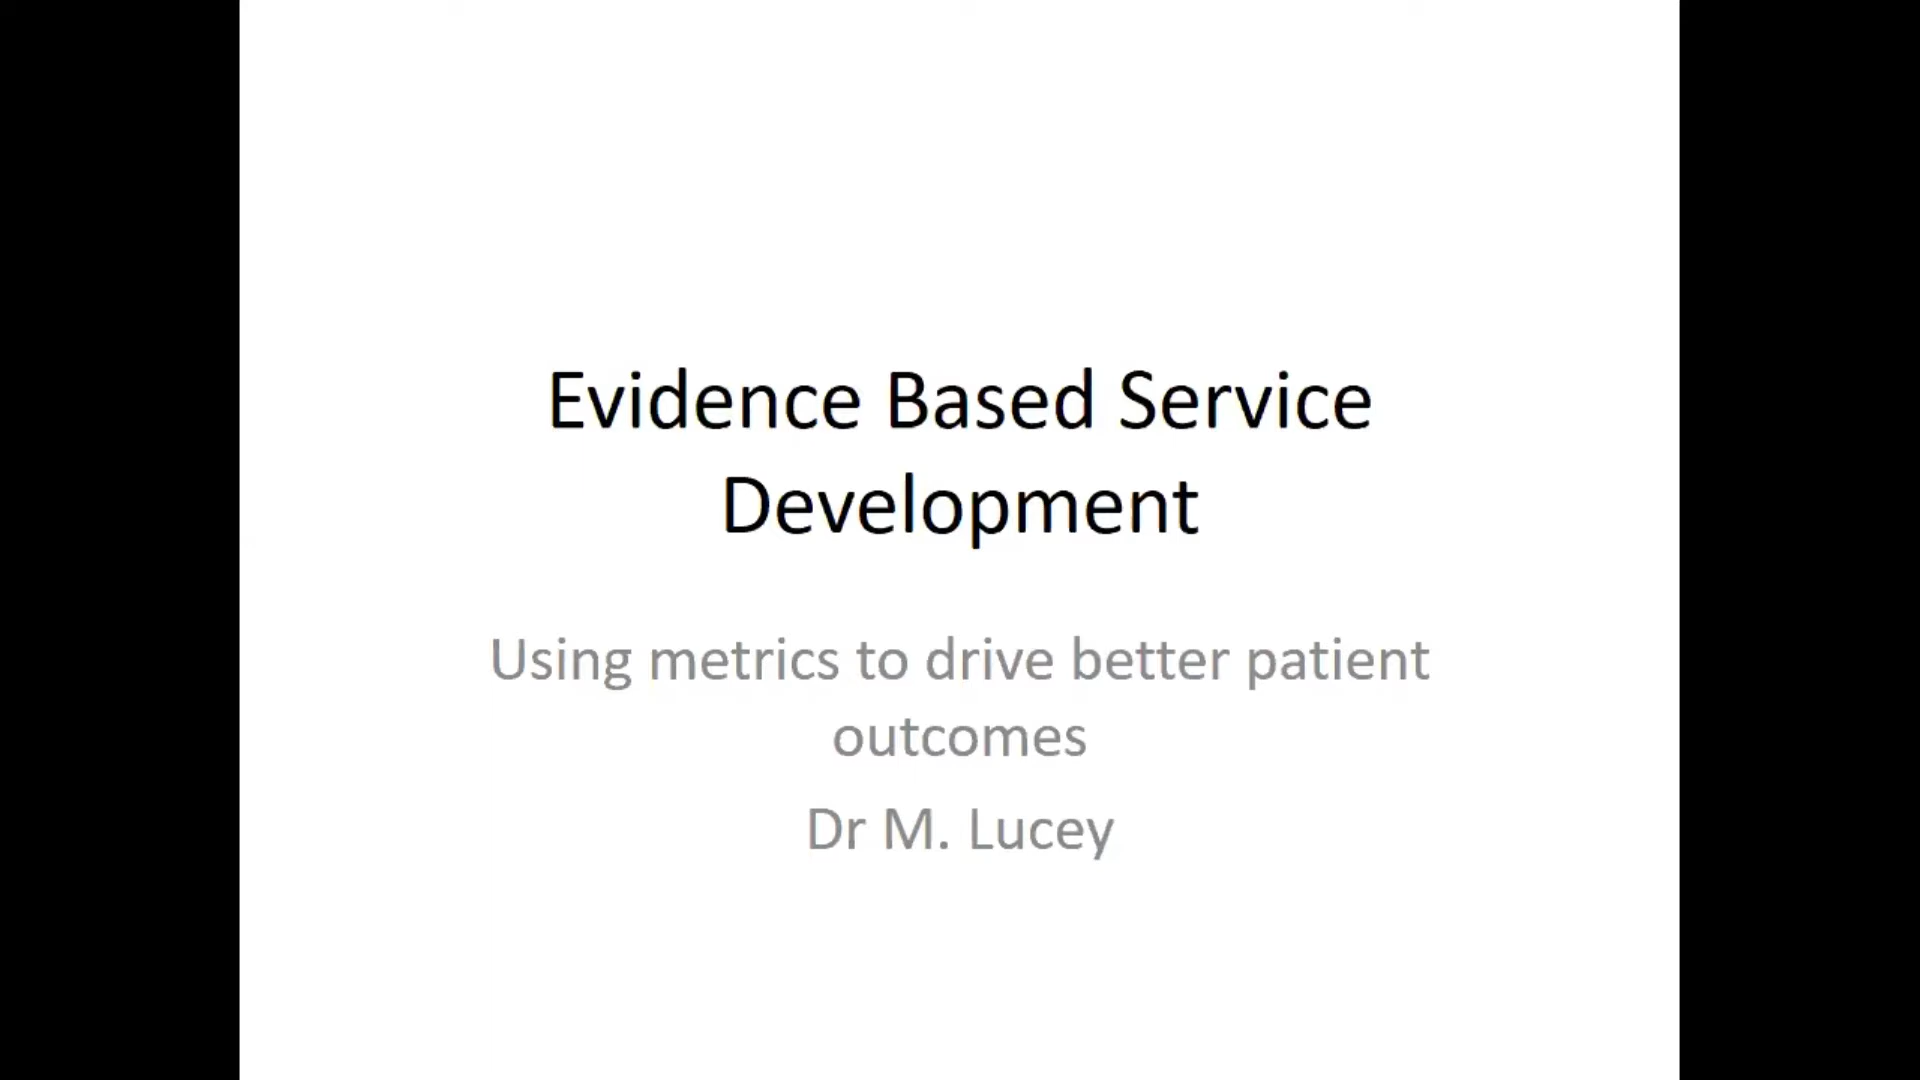 Evidence Based Service
Development
Using metrics to drive better patient
outcomes
Dr M. Lucey